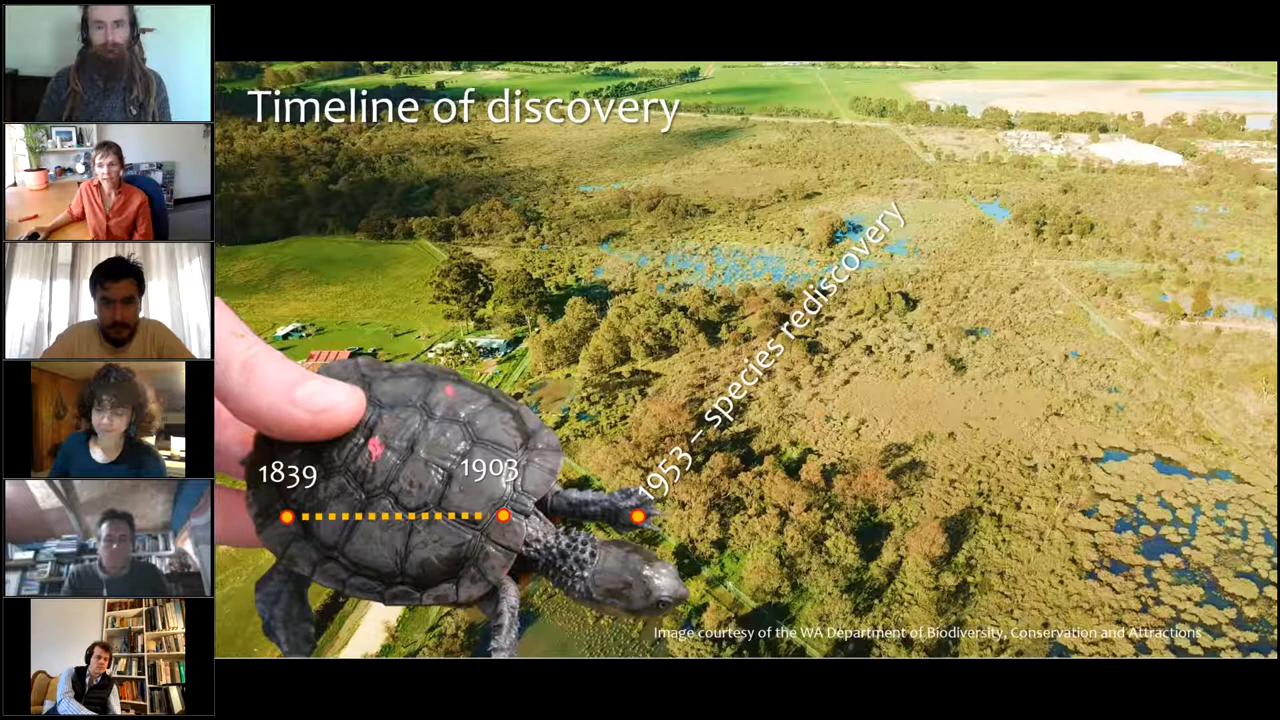 Timeline of discovery
1839
1903
1953 – species rediscovery
Image courtesy of the WA Department of Biodiversity, Conservation and Attractions